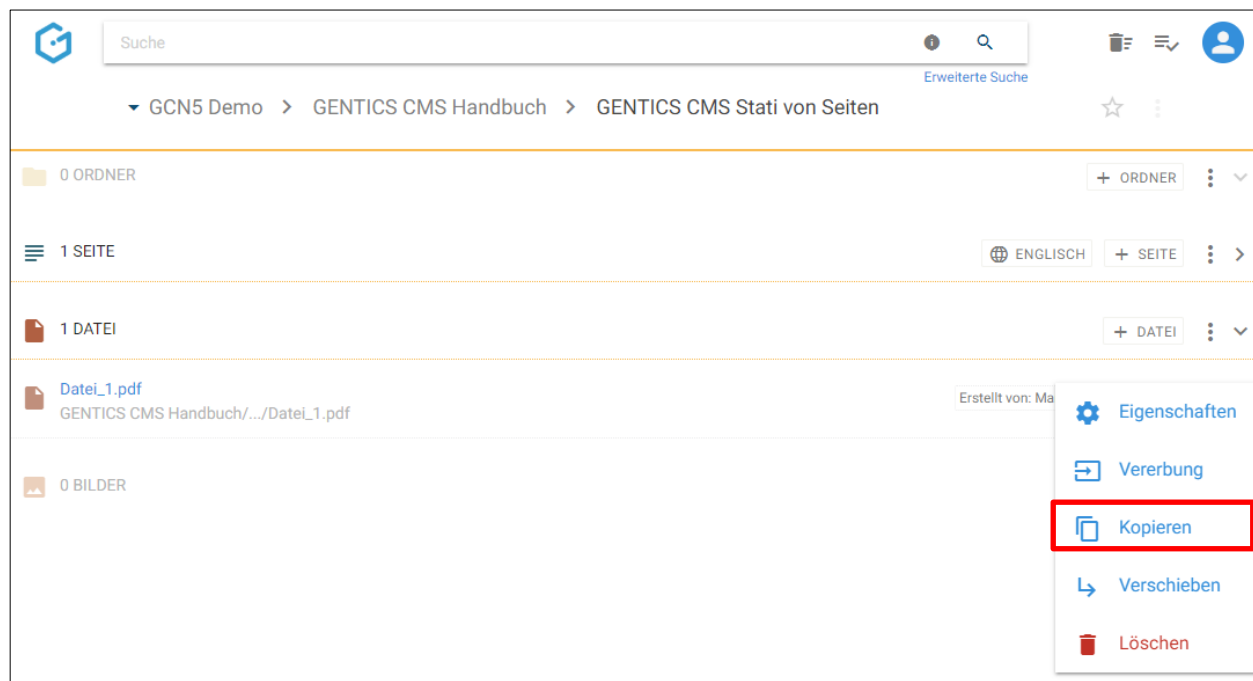 Suche
Erweiterte Suche
GCN5 Demo > GENTICS CMS Handbuch > GENTICS CMS Stati von Seiten
0 ORDNER
+ ORDNER
1 SEITE
ENGLISCH
+ SEITE
1 DATEI
+ DATEI
Datei_1.pdf
GENTICS CMS Handbuch/.../Datei_1.pdf
Erstellt von: Ma
Eigenschaften
Vererbung
0 BILDER
Kopieren
Verschieben
Löschen